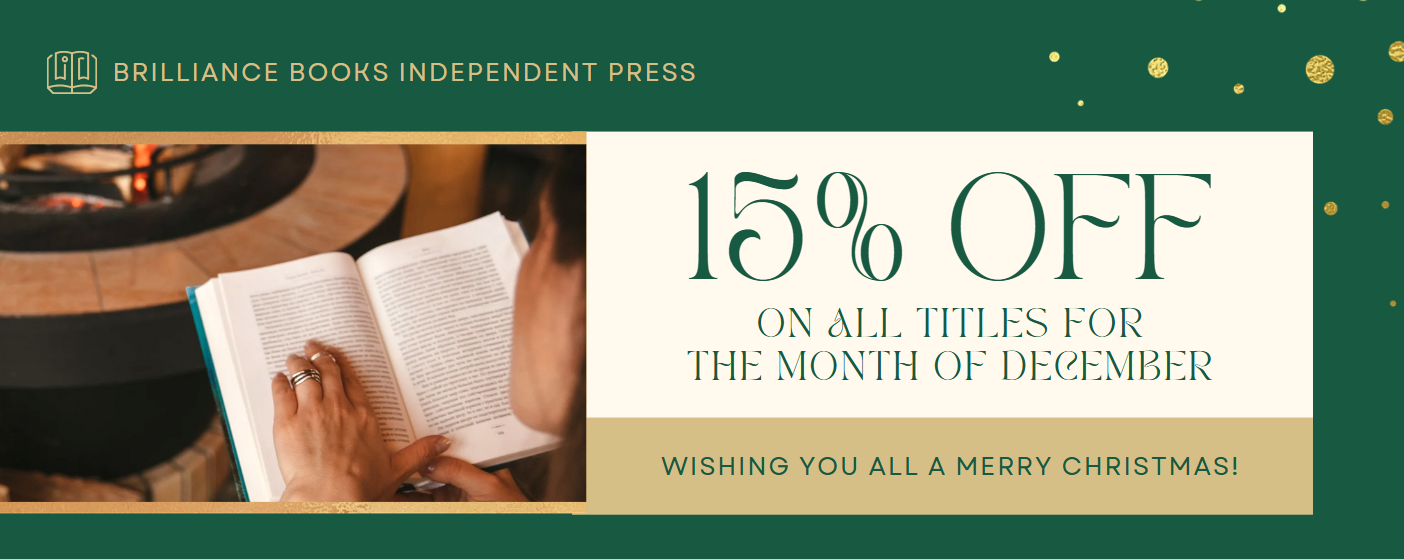 BRILLIANCE BOOKS INDEPENDENT PRESS
15% OFF
ON ALL TITLES FOR
THE MONTH OF DECEMBER
WISHING YOU ALL A MERRY CHRISTMAS!